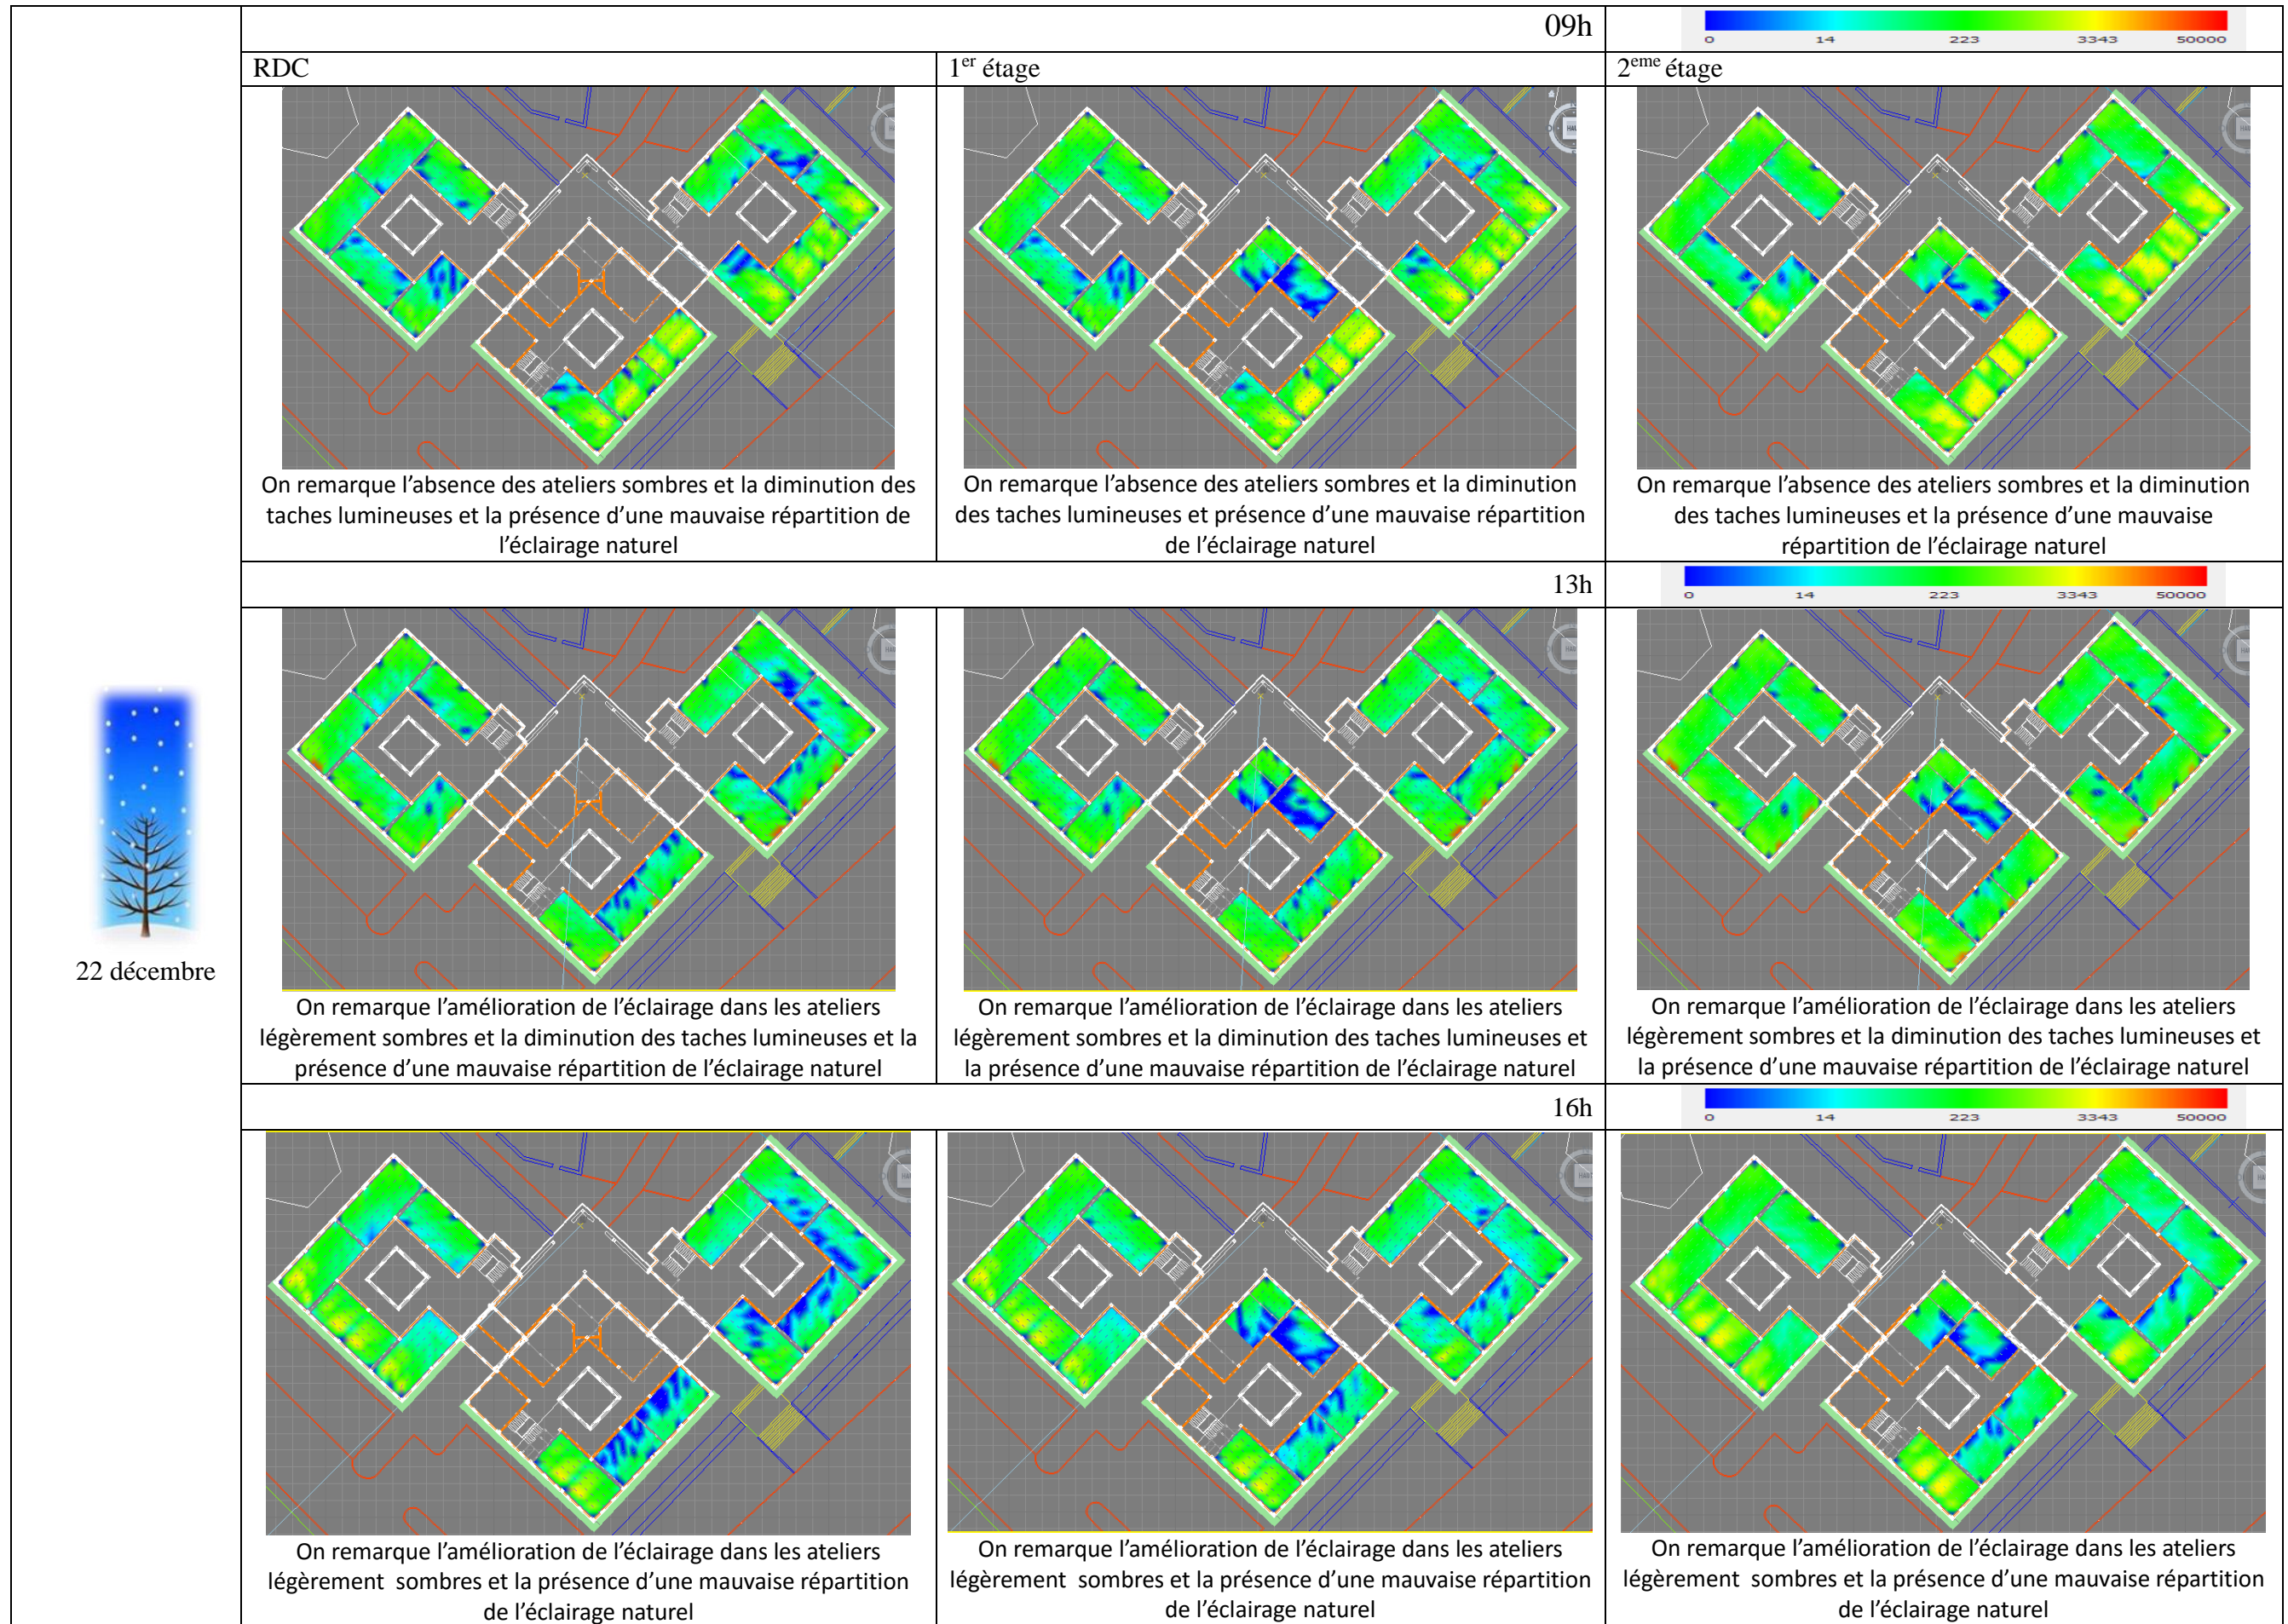 09h
0 14 223 3343 50000
RDC
1er étage
2eme étage
On remarque l’absence des ateliers sombres et la diminution des
taches lumineuses et la présence d’une mauvaise répartition de
l’éclairage naturel
On remarque l’absence des ateliers sombres et la diminution
des taches lumineuses et présence d’une mauvaise répartition
de l’éclairage naturel
On remarque l’absence des ateliers sombres et la diminution
des taches lumineuses et la présence d’une mauvaise
répartition de l’éclairage naturel
13h
0 14 223 3343 50000
22 décembre
On remarque l’amélioration de l’éclairage dans les ateliers
légèrement sombres et la diminution des taches lumineuses et la
présence d’une mauvaise répartition de l’éclairage naturel
On remarque l’amélioration de l’éclairage dans les ateliers
légèrement sombres et la diminution des taches lumineuses et
la présence d’une mauvaise répartition de l’éclairage naturel
On remarque l’amélioration de l’éclairage dans les ateliers
légèrement sombres et la diminution des taches lumineuses et
la présence d’une mauvaise répartition de l’éclairage naturel
16h
0 14 223 3343 50000
On remarque l’amélioration de l’éclairage dans les ateliers
légèrement sombres et la présence d’une mauvaise répartition
de l’éclairage naturel
On remarque l’amélioration de l’éclairage dans les ateliers
légèrement sombres et la présence d’une mauvaise répartition
de l’éclairage naturel
On remarque l’amélioration de l’éclairage dans les ateliers
légèrement sombres et la présence d’une mauvaise répartition
de l’éclairage naturel